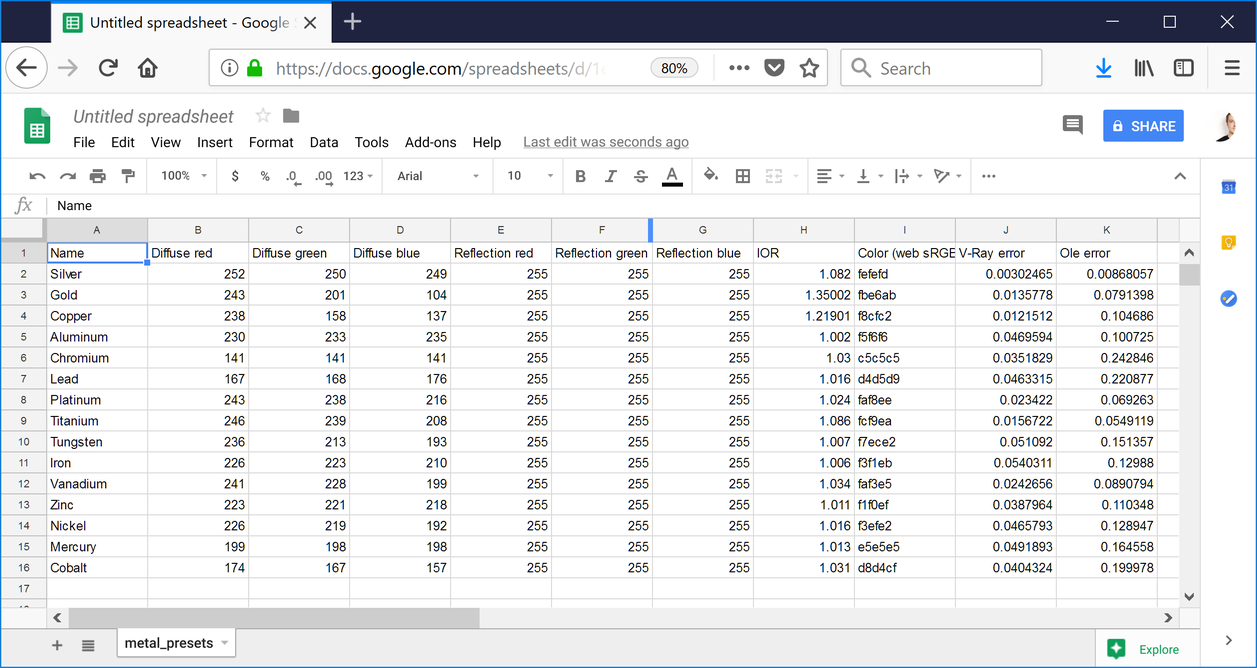 Untitled spreadsheet - Google
https://docs.google.com/spreadsheets/d/1 80% Search
Untitled spreadsheet
File Edit View Insert Format Data Tools Add-ons Help Last edit was seconds ago SHARE
100% $ % .0 .00 123 Arial 10 B I S A
31
fx Name
A B C D E F G H I J K
1 Name Diffuse red Diffuse green Diffuse blue Reflection red Reflection green Reflection blue IOR Color (web sRGB V-Ray error Ole error
2 Silver 252 250 249 255 255 255 1.082 fefefd 0.00302465 0.00868057
3 Gold 243 201 104 255 255 255 1.35002 fbe6ab 0.0135778 0.0791398
4 Copper 238 158 137 255 255 255 1.21901 f8cfc2 0.0121512 0.104686
5 Aluminum 230 233 235 255 255 255 1.002 f5f6f6 0.0469594 0.100725
6 Chromium 141 141 141 255 255 255 1.03 c5c5c5 0.0351829 0.242846
7 Lead 167 168 176 255 255 255 1.016 d4d5d9 0.0463315 0.220877
8 Platinum 243 238 216 255 255 255 1.024 faf8ee 0.023422 0.069263
9 Titanium 246 239 208 255 255 255 1.086 fcf9ea 0.0156722 0.0549119
10 Tungsten 236 213 193 255 255 255 1.007 f7ece2 0.051092 0.151357
11 Iron 226 223 210 255 255 255 1.006 f3f1eb 0.0540311 0.12988
12 Vanadium 241 228 199 255 255 255 1.034 faf3e5 0.0242656 0.0890794
13 Zinc 223 221 218 255 255 255 1.011 f1f0ef 0.0387964 0.110348
14 Nickel 226 219 192 255 255 255 1.016 f3efe2 0.0465793 0.128947
15 Mercury 199 198 198 255 255 255 1.013 e5e5e5 0.0491893 0.164558
16 Cobalt 174 167 157 255 255 255 1.031 d8d4cf 0.0404324 0.199978
17
metal_presets Explore